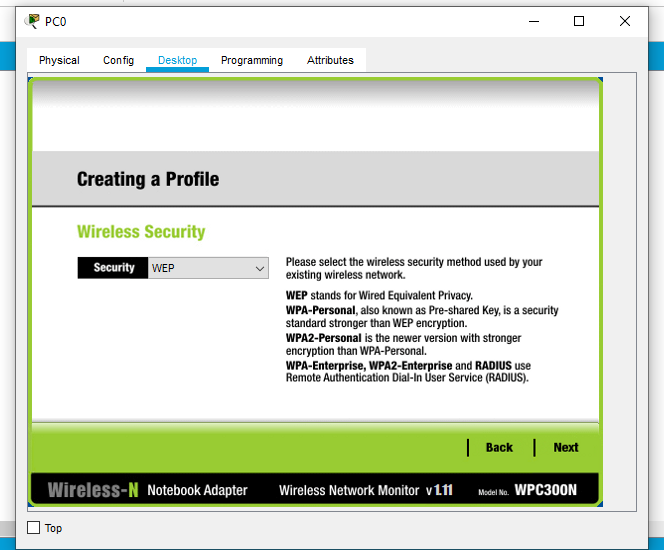 PC0
Physical Config Desktop Programming Attributes
Creating a Profile
Wireless Security
Security WEP
Please select the wireless security method used by your
existing wireless network.
WEP stands for Wired Equivalent Privacy.
WPA-Personal, also known as Pre-shared Key, is a security
standard stronger than WEP encryption.
WPA2-Personal is the newer version with stronger
encryption than WPA-Personal.
WPA-Enterprise, WPA2-Enterprise and RADIUS use
Remote Authentication Dial-In User Service (RADIUS).
Back Next
Wireless-N Notebook Adapter Wireless Network Monitor v 1.11 Model No. WPC300N
Top